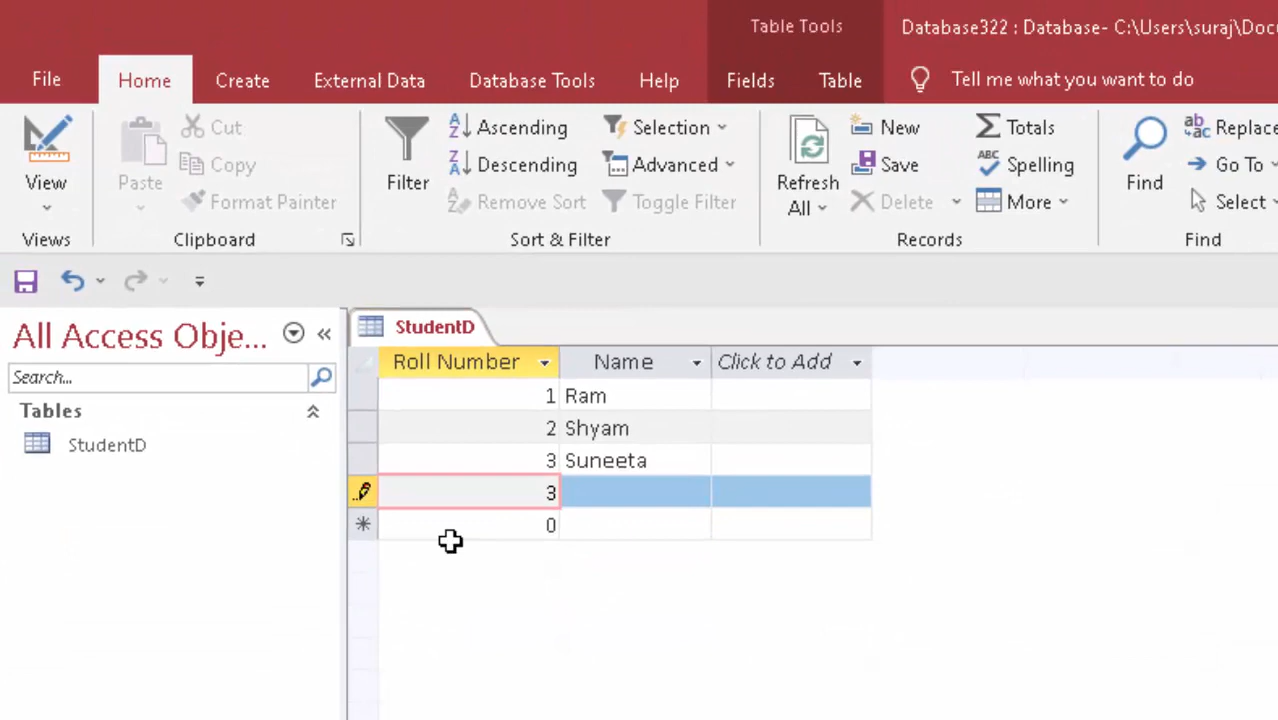 Table Tools
Database322 : Database- C:\Users\suraj\Docu
File Home Create External Data Database Tools Help Fields Table Tell me what you want to do
View
Views
Paste
Cut
Copy
Format Painter
Clipboard
Filter
Ascending
Descending
Remove Sort
Selection
Advanced
Toggle Filter
Sort & Filter
Refresh
All
New
Save
Delete
Totals
Spelling
More
Records
Find
Replace
Go To
Select
Find
All Access Obje...
Search...
Tables
StudentD
StudentD
Roll Number Name Click to Add
1 Ram
2 Shyam
3 Suneeta
3
0